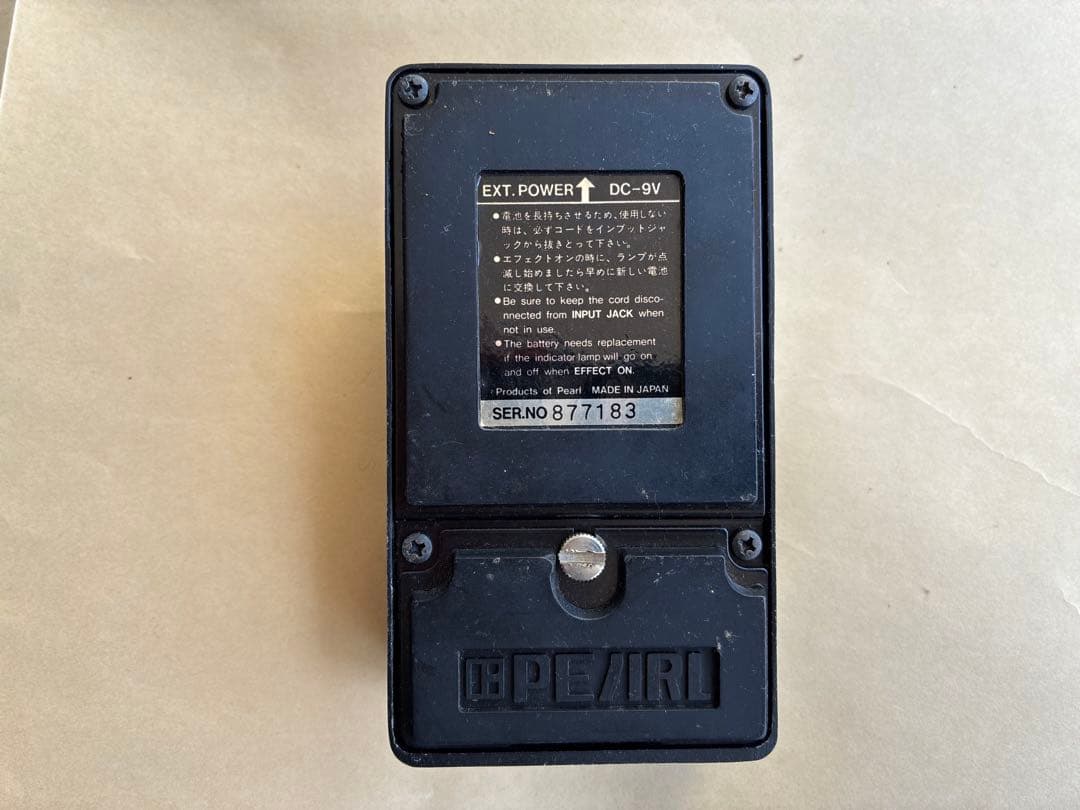 EXT. POWER ↑ DC-9V
●電池を長持ちさせるため、使用しない
時は、必ずコードをインプットジャ
ックから抜きとって下さい。
●エフェクトオンの時に、ランプが点
滅し始めましたら早めに新しい電池
に交換して下さい。
●Be sure to keep the cord disco-
nnected from INPUT JACK when
not in use.
●The battery needs replacement
if the indicator lamp will go on
and off when EFFECT ON.
Products of Pearl MADE IN JAPAN
SER.NO 877183
PEARL